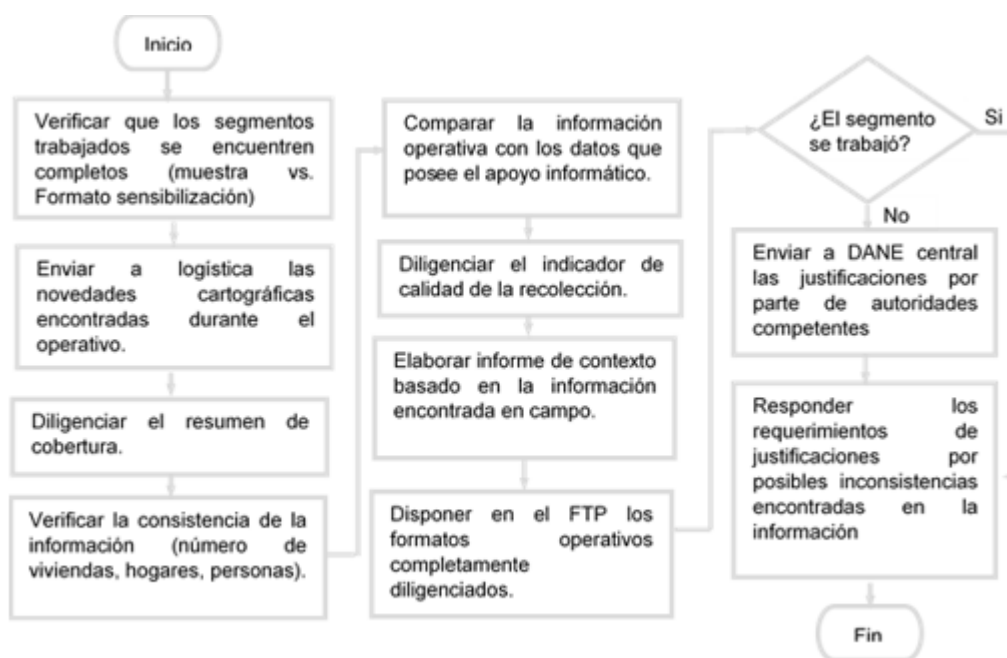 Inicio
Verificar que los segmentos
trabajados se encuentren
completos (muestra vs.
Formato sensibilización)
Enviar a logística las
novedades cartográficas
encontradas durante el
operativo.
Diligenciar el resumen de
cobertura.
Verificar la consistencia de la
información (número de
viviendas, hogares, personas).
Comparar la información
operativa con los datos que
posee el apoyo informático.
Diligenciar el indicador de
calidad de la recolección.
Elaborar informe de contexto
basado en la información
encontrada en campo.
Disponer en el FTP los
formatos operativos
completamente
diligenciados.
¿El segmento
se trabajó?
Si
No
Enviar a DANE central
las justificaciones por
parte de autoridades
competentes
Responder los
requerimientos de
justificaciones por
posibles inconsistencias
encontradas en la
información
Fin